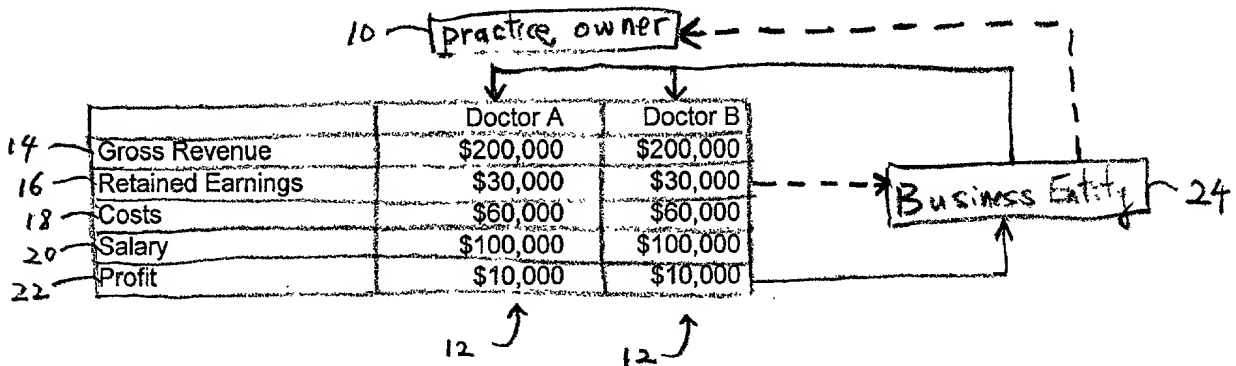 10 practice owner
Doctor A Doctor B
14 Gross Revenue $200,000 $200,000
16 Retained Earnings $30,000 $30,000
Business Entity 24
18 Costs $60,000 $60,000
20 Salary $100,000 $100,000
22 Profit $10,000 $10,000
12 12